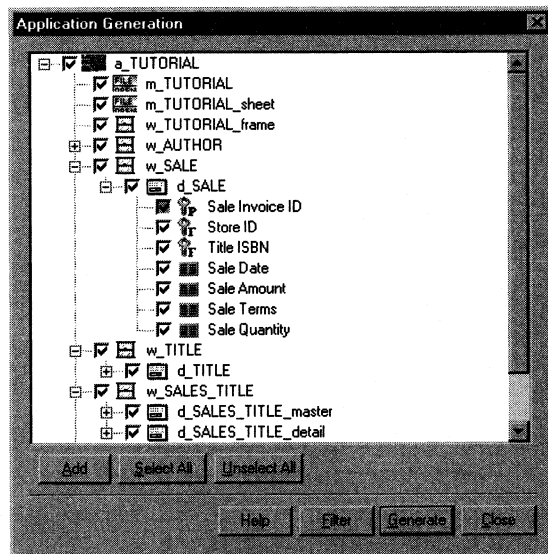 Application Generation
a_TUTORIAL
m_TUTORIAL
m_TUTORIAL_sheet
w_TUTORIAL_frame
w_AUTHOR
w_SALE
d_SALE
Sale Invoice ID
Store ID
Title ISBN
Sale Date
Sale Amount
Sale Terms
Sale Quantity
w_TITLE
d_TITLE
w_SALES_TITLE
d_SALES_TITLE_master
d_SALES_TITLE_detail
Add Select All Unselect All
Help Filter Generate Close